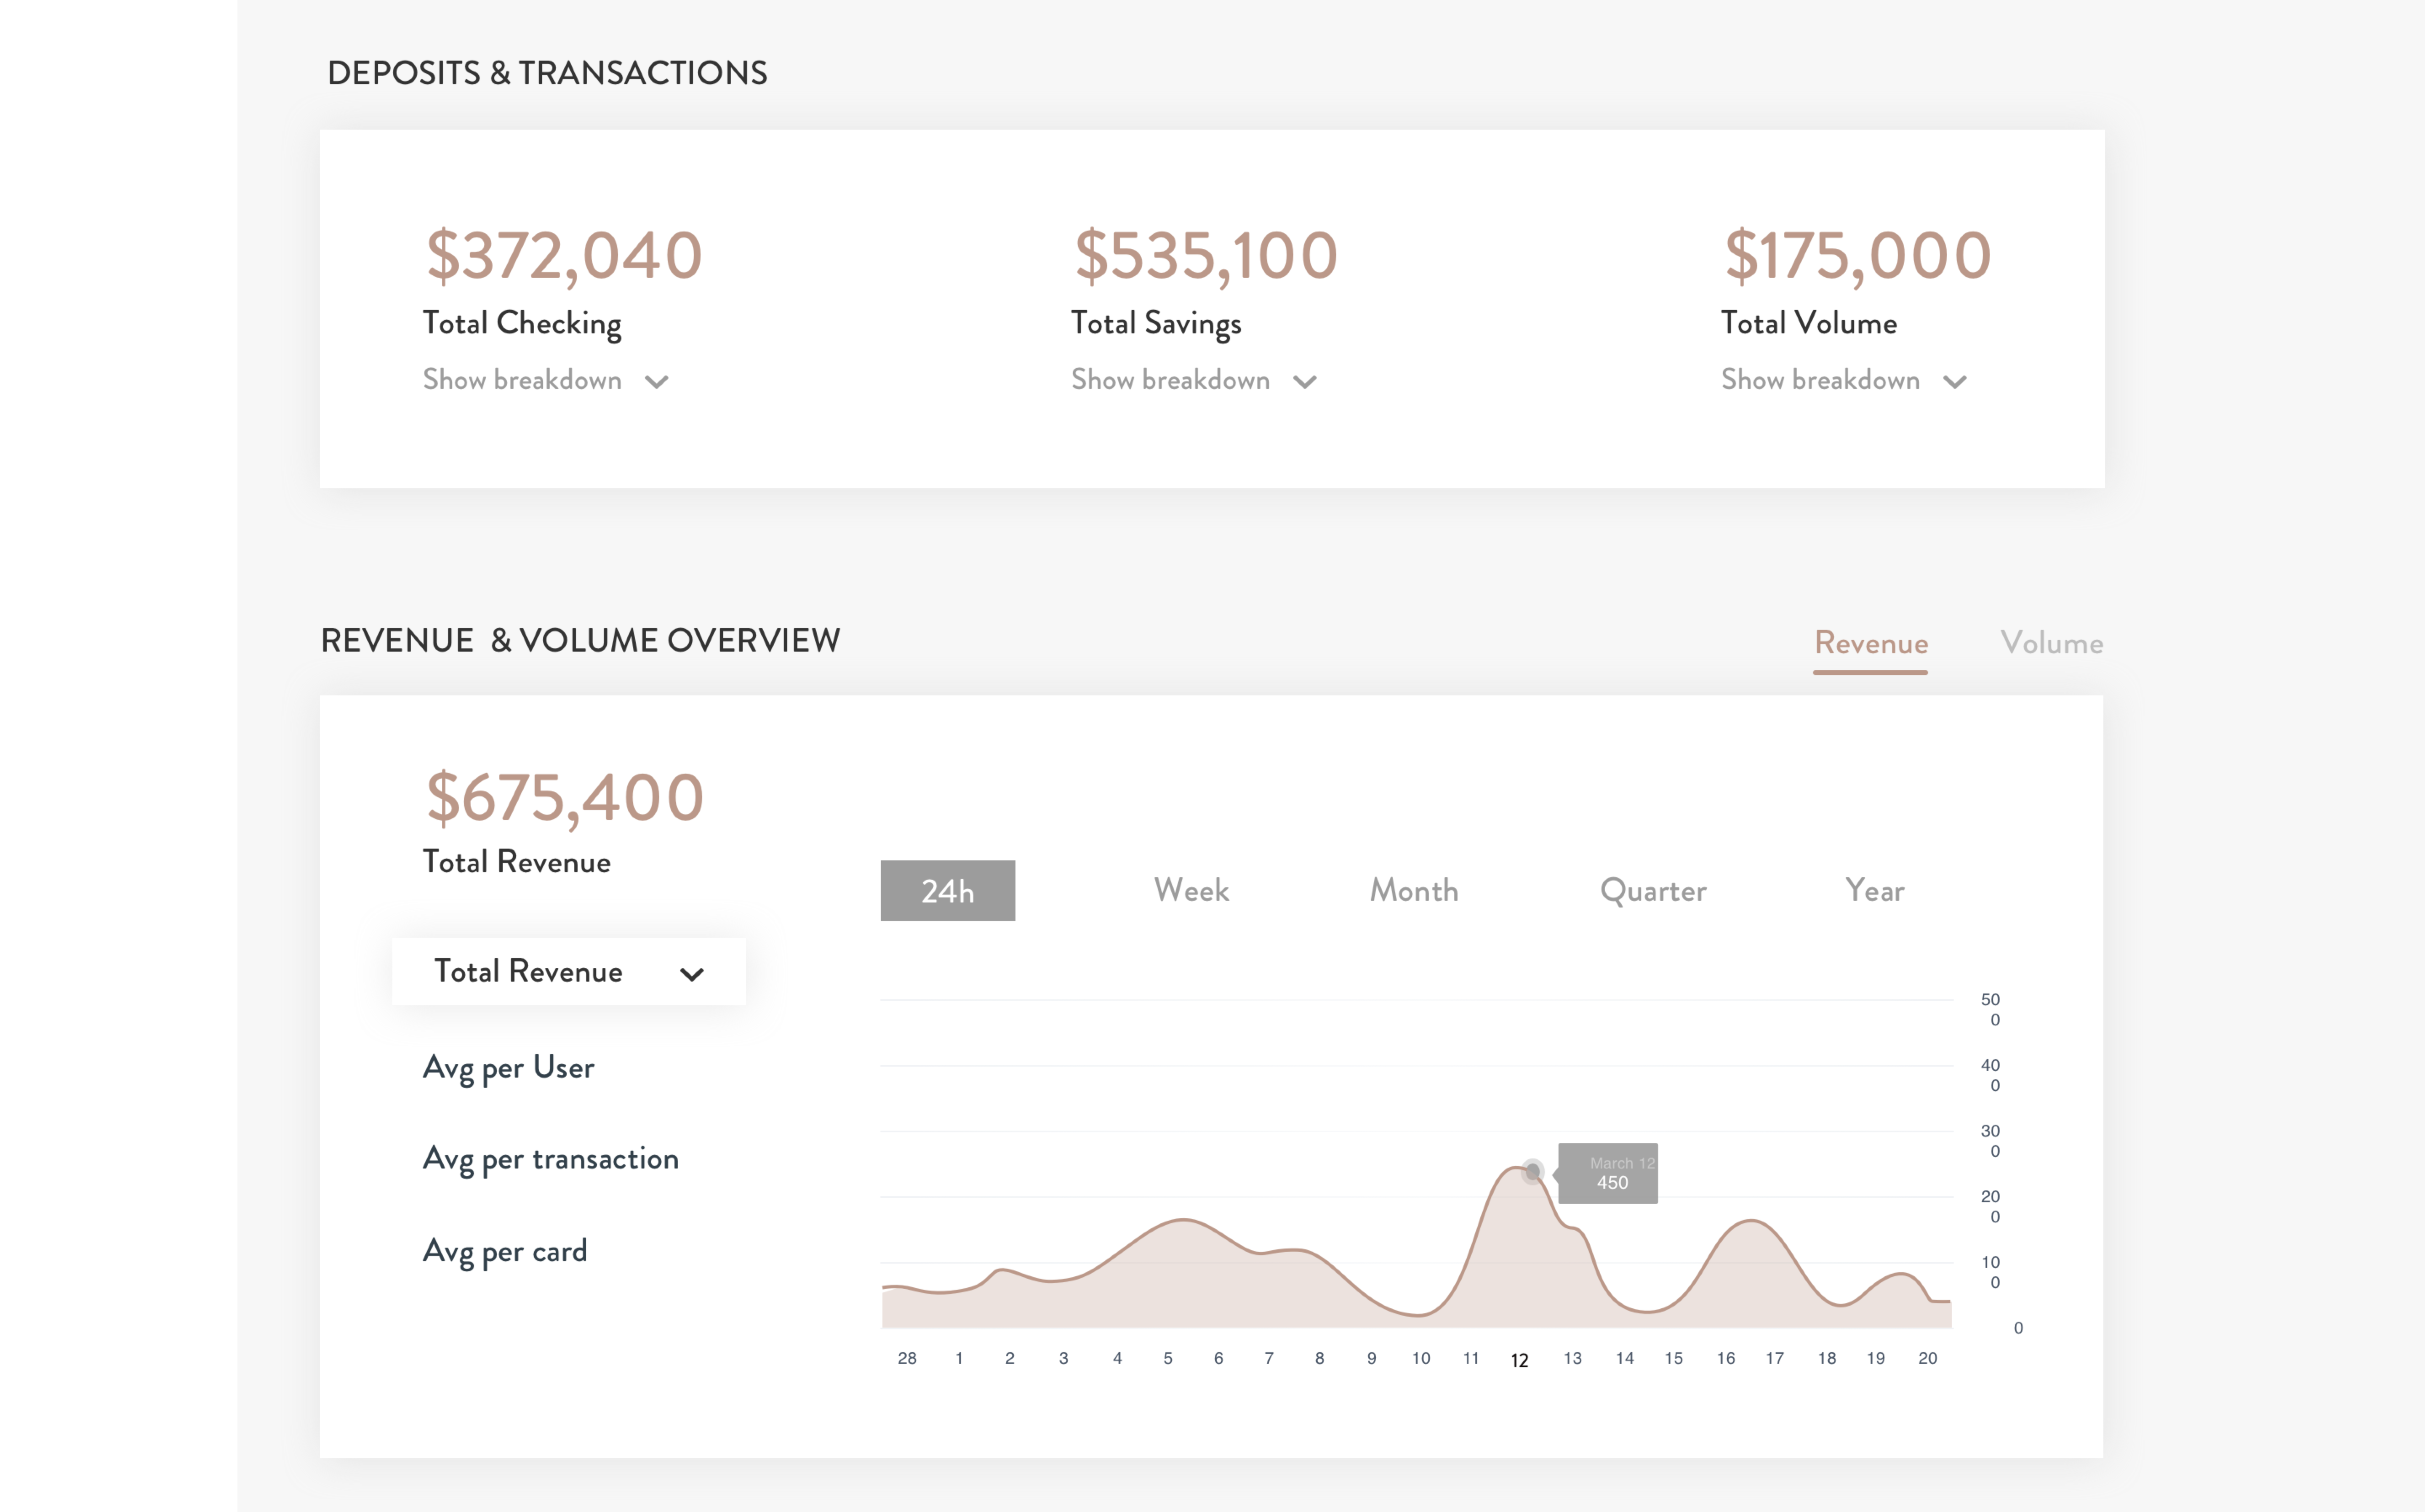 DEPOSITS & TRANSACTIONS
$372,040
Total Checking
Show breakdown
$535,100
Total Savings
Show breakdown
$175,000
Total Volume
Show breakdown
REVENUE & VOLUME OVERVIEW
Revenue Volume
$675,400
Total Revenue
Total Revenue
Avg per User
Avg per transaction
Avg per card
24h Week Month Quarter Year
50
0
40
0
30
0
20
0
10
0
0
March 12
450
28 1 2 3 4 5 6 7 8 9 10 11 12 13 14 15 16 17 18 19 20